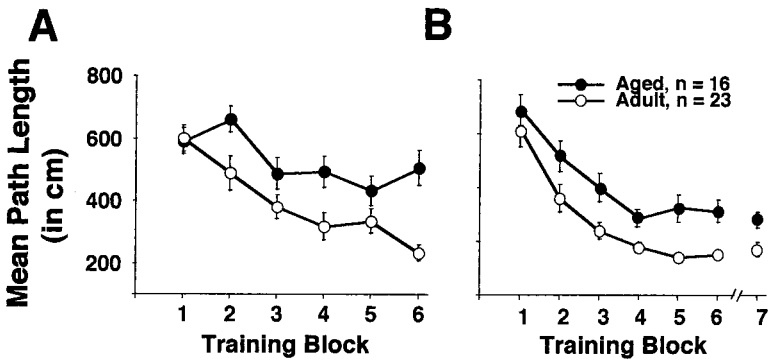 A
B
Mean Path Length
(in cm)
800
600
400
200
Aged, n = 16
Adult, n = 23
1 2 3 4 5 6
1 2 3 4 5 6 7
Training Block
Training Block